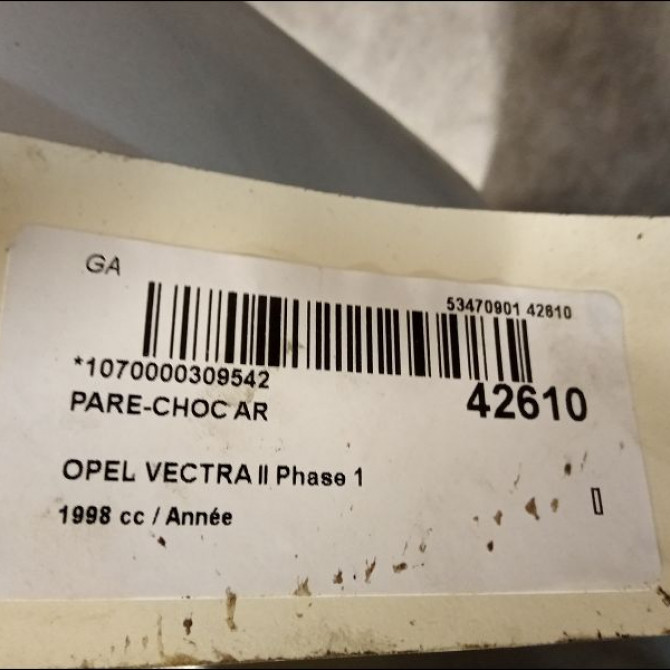 GA
53470901 42610
*1070000309542
42610
PARE-CHOC AR
OPEL VECTRA II Phase 1
1998 cc / Année